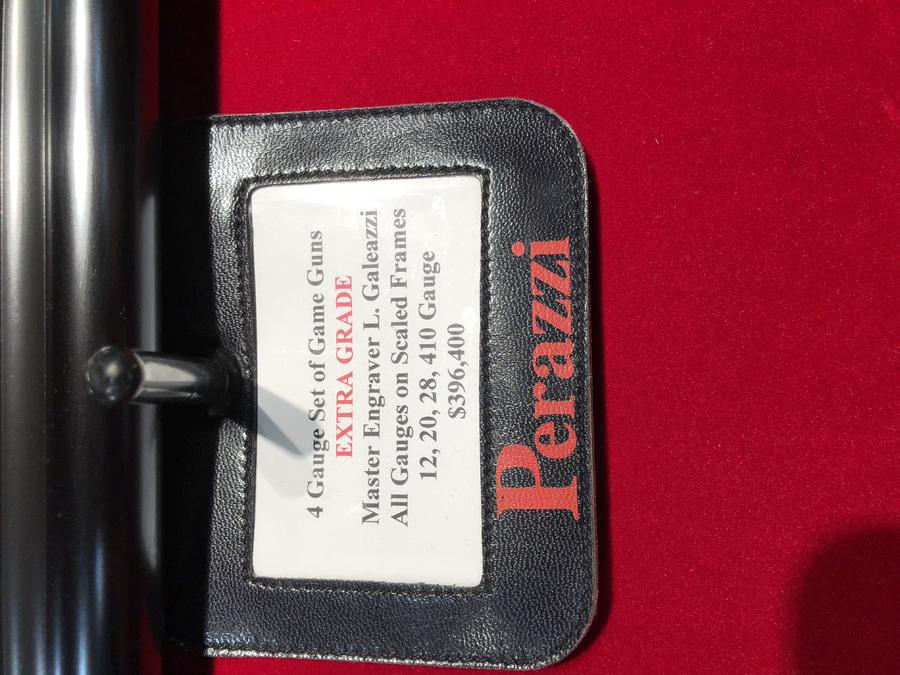 4 Gauge Set of Game Guns
EXTRA GRADE
Master Engraver L. Galeazzi
All Gauges on Scaled Frames
12, 20, 28, 410 Gauge
$396,400
Perazzi